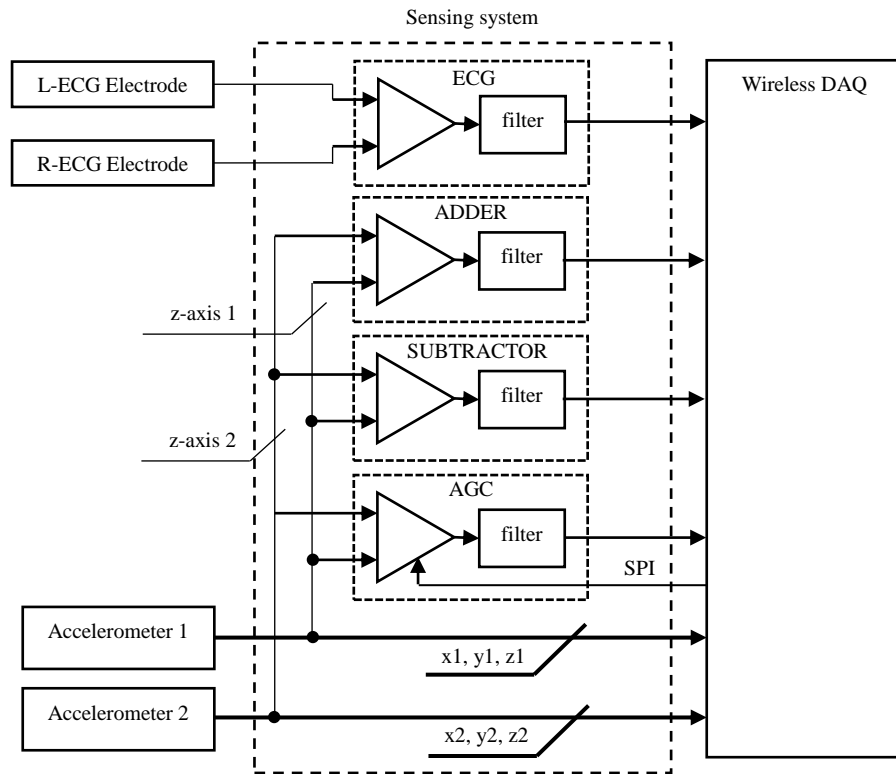 Sensing system
L-ECG Electrode
R-ECG Electrode
ECG
filter
Wireless DAQ
ADDER
filter
z-axis 1
SUBTRACTOR
filter
z-axis 2
AGC
filter
SPI
Accelerometer 1
x1, y1, z1
Accelerometer 2
x2, y2, z2